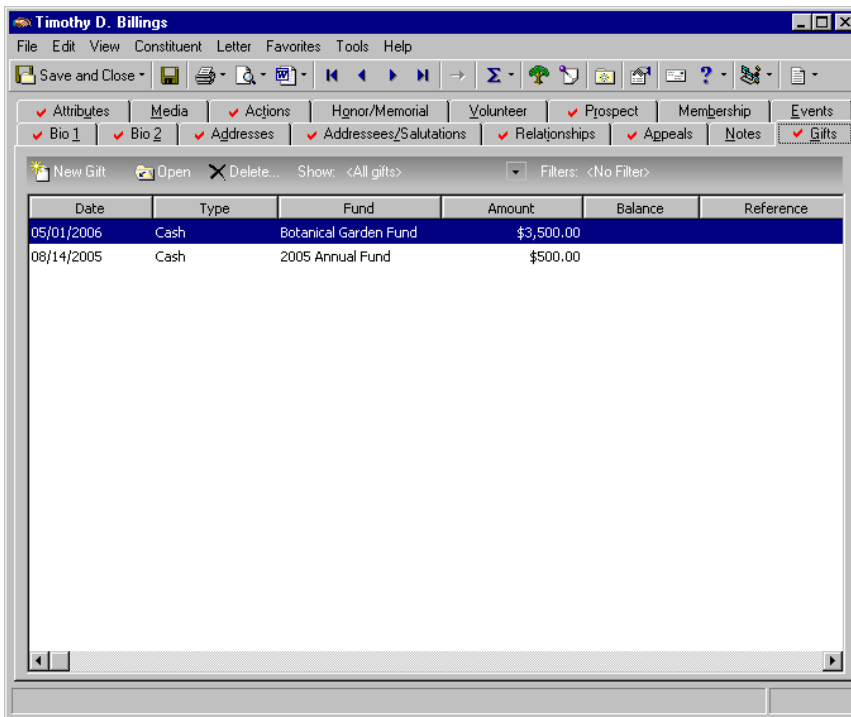 Timothy D. Billings
File Edit View Constituent Letter Favorites Tools Help
Save and Close
Attributes Media Actions Honor/Memorial Volunteer Prospect Membership Events
Bio 1 Bio 2 Addresses Addressees/Salutations Relationships Appeals Notes Gifts
New Gift Open Delete... Show: <All gifts> Filters: <No Filter>
Date Type Fund Amount Balance Reference
05/01/2006 Cash Botanical Garden Fund $3,500.00
08/14/2005 Cash 2005 Annual Fund $500.00